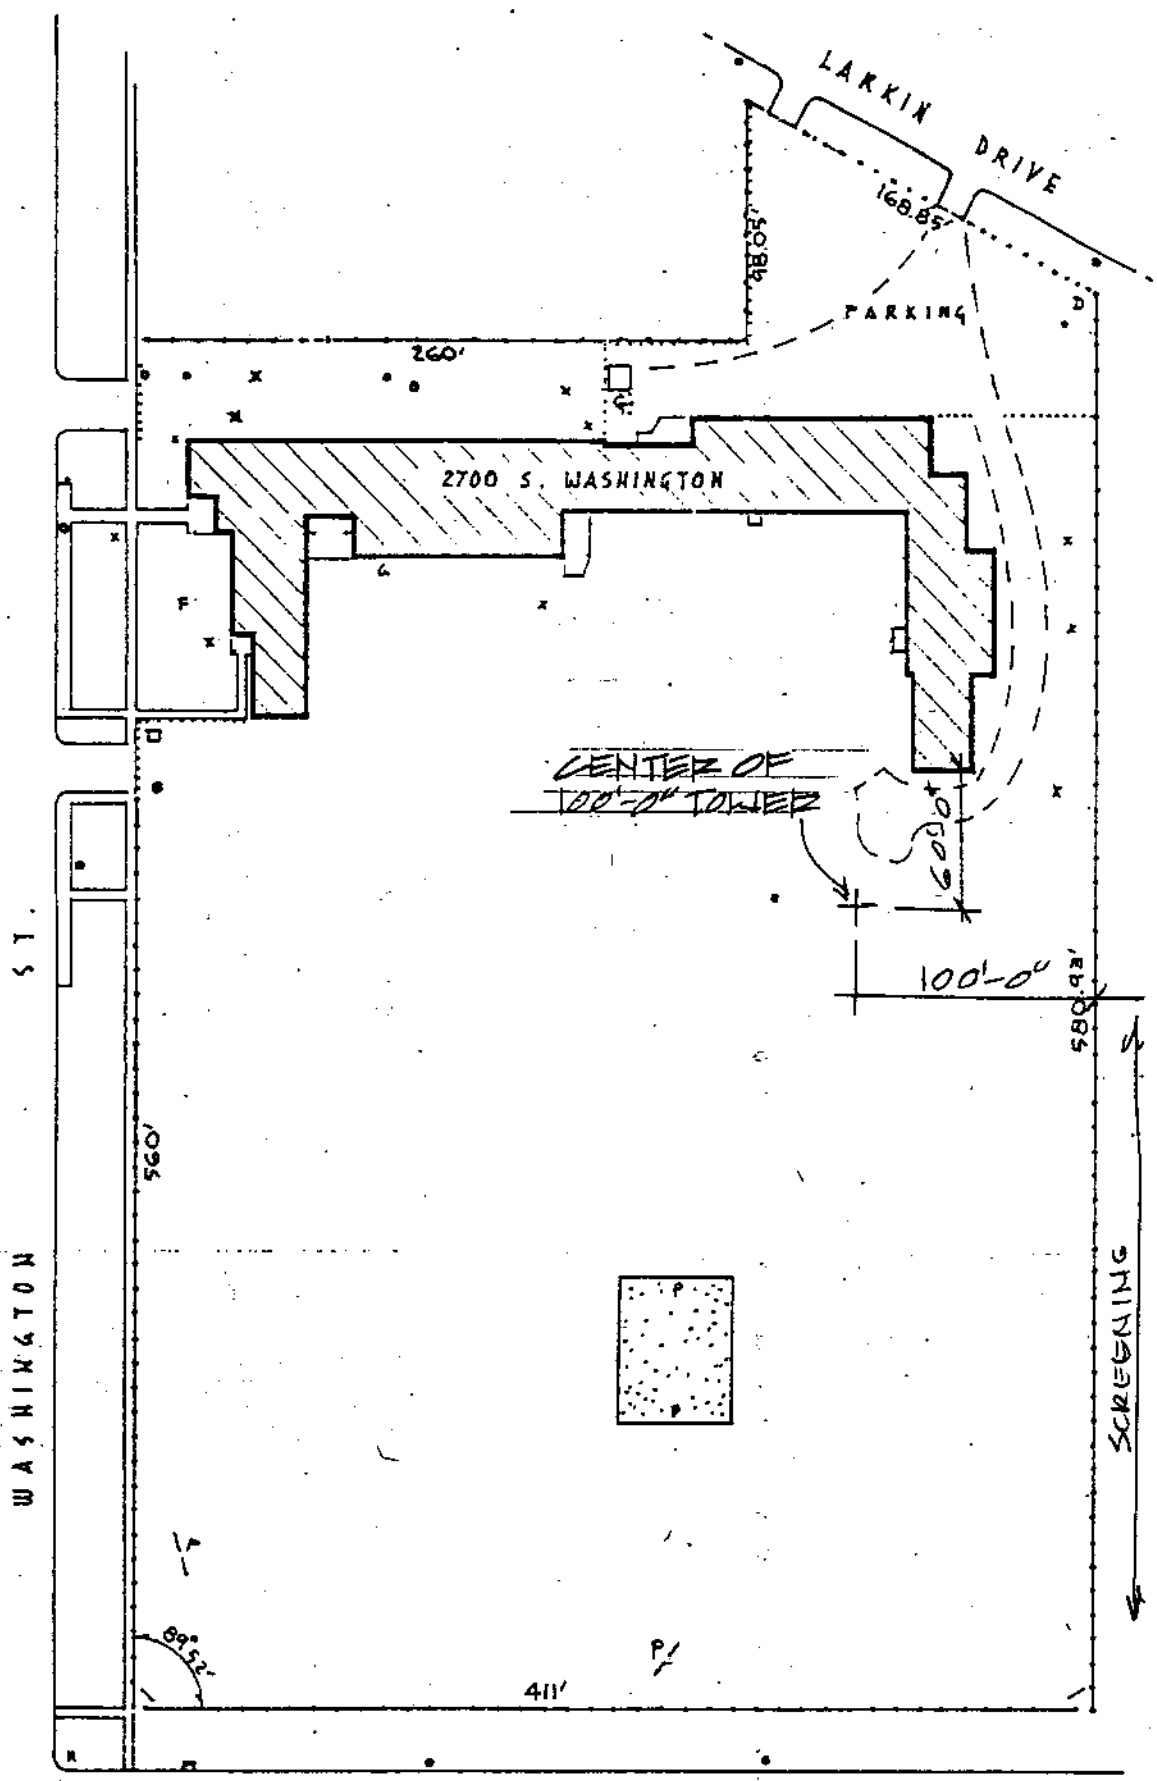 LARKIN DRIVE
168.85'
98.05'
PARKING
D
260'
G
2700 S. WASHINGTON
G
F
CENTER OF
100'-0" TOWER
60'-0"
100'-0"
580.93'
WASHINGTON ST.
560'
P
P
SCREENING
P
89°52'
P
411'